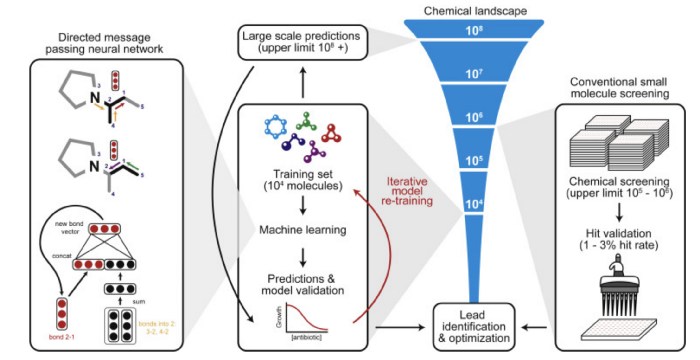 Directed message
passing neural network
N
3
2
1
5
4
N
3
2
1
5
4
new bond
vector
concat
sum
bond 2-1
bonds into 2:
3-2, 4-2
Large scale predictions
(upper limit 10⁸ +)
Training set
(10⁴ molecules)
Machine learning
Predictions &
model validation
Growth
[antibiotic]
Iterative
model
re-training
Chemical landscape
10⁸
10⁷
10⁶
10⁵
10⁴
Lead
identification
& optimization
Conventional small
molecule screening
Chemical screening
(upper limit 10⁵ - 10⁶)
Hit validation
(1 - 3% hit rate)